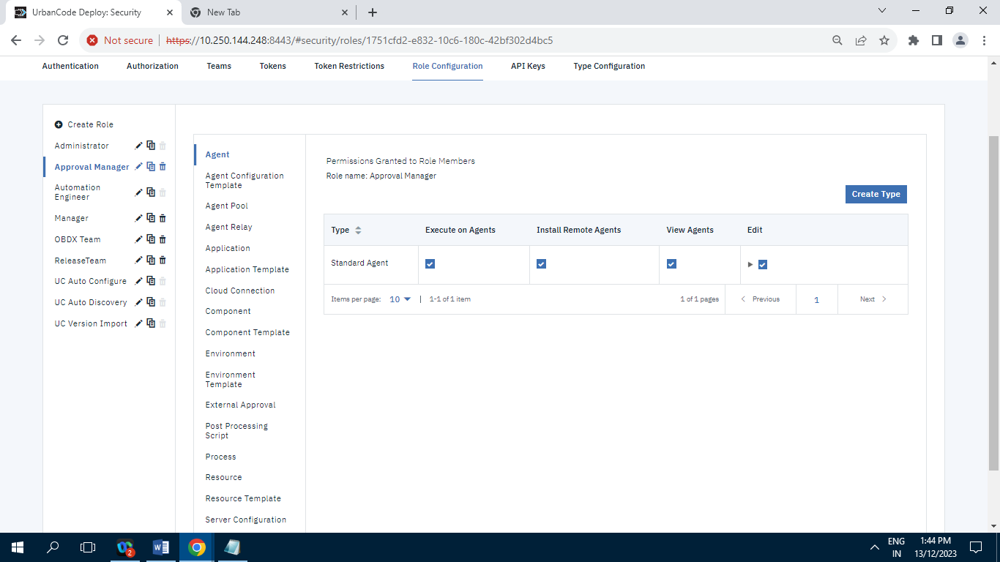 UrbanCode Deploy: Security
New Tab
Not secure
https://10.250.144.248:8443/#security/roles/1751cfd2-e832-10c6-180c-42bf302d4bc5
Authentication Authorization Teams Tokens Token Restrictions Role Configuration API Keys Type Configuration
Create Role
Administrator
Approval Manager
Automation
Engineer
Manager
OBDX Team
ReleaseTeam
UC Auto Configure
UC Auto Discovery
UC Version Import
Agent
Agent Configuration
Template
Agent Pool
Agent Relay
Application
Application Template
Cloud Connection
Component
Component Template
Environment
Environment
Template
External Approval
Post Processing
Script
Process
Resource
Resource Template
Server Configuration
Permissions Granted to Role Members
Role name: Approval Manager
Create Type
Type Execute on Agents Install Remote Agents View Agents Edit
Standard Agent
Items per page: 10 | 1-1 of 1 item 1 of 1 pages Previous 1 Next
2
W
ENG
IN
1:44 PM
13/12/2023